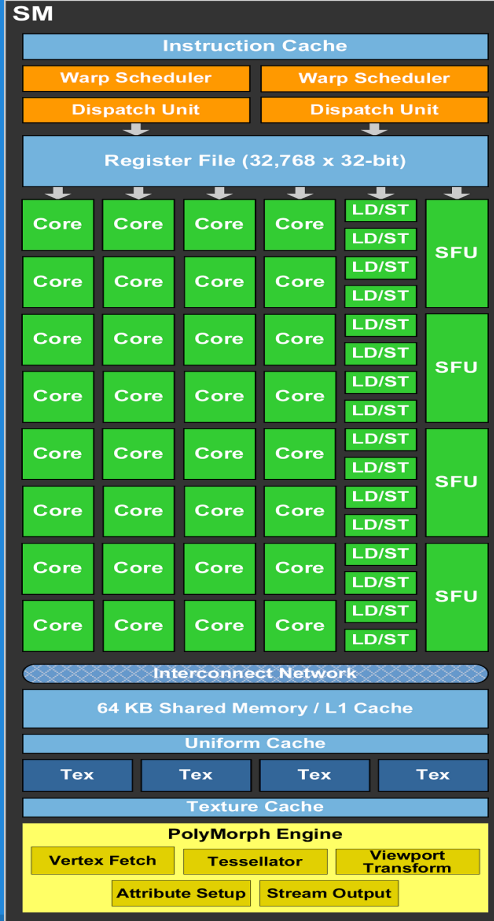 SM
Instruction Cache
Warp Scheduler Warp Scheduler
Dispatch Unit Dispatch Unit
Register File (32,768 x 32-bit)
Core Core Core Core LD/ST SFU
LD/ST
Core Core Core Core LD/ST
LD/ST
Core Core Core Core LD/ST SFU
LD/ST
Core Core Core Core LD/ST
LD/ST
Core Core Core Core LD/ST SFU
LD/ST
Core Core Core Core LD/ST
LD/ST
Core Core Core Core LD/ST SFU
LD/ST
Core Core Core Core LD/ST
LD/ST
Interconnect Network
64 KB Shared Memory / L1 Cache
Uniform Cache
Tex Tex Tex Tex
Texture Cache
PolyMorph Engine
Vertex Fetch Tessellator Viewport
Transform
Attribute Setup Stream Output